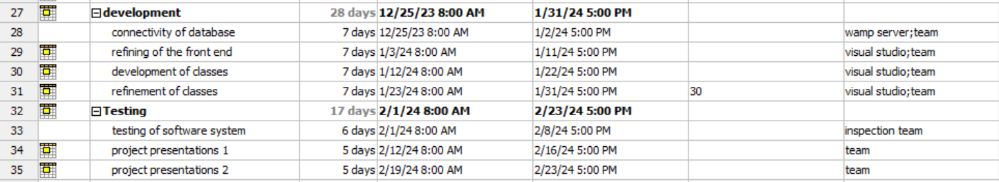 27 development 28 days 12/25/23 8:00 AM 1/31/24 5:00 PM
28 connectivity of database 7 days 12/25/23 8:00 AM 1/2/24 5:00 PM wamp server;team
29 refining of the front end 7 days 1/3/24 8:00 AM 1/11/24 5:00 PM visual studio;team
30 development of classes 7 days 1/12/24 8:00 AM 1/22/24 5:00 PM visual studio;team
31 refinement of classes 7 days 1/23/24 8:00 AM 1/31/24 5:00 PM 30 visual studio;team
32 Testing 17 days 2/1/24 8:00 AM 2/23/24 5:00 PM
33 testing of software system 6 days 2/1/24 8:00 AM 2/8/24 5:00 PM inspection team
34 project presentations 1 5 days 2/12/24 8:00 AM 2/16/24 5:00 PM team
35 project presentations 2 5 days 2/19/24 8:00 AM 2/23/24 5:00 PM team